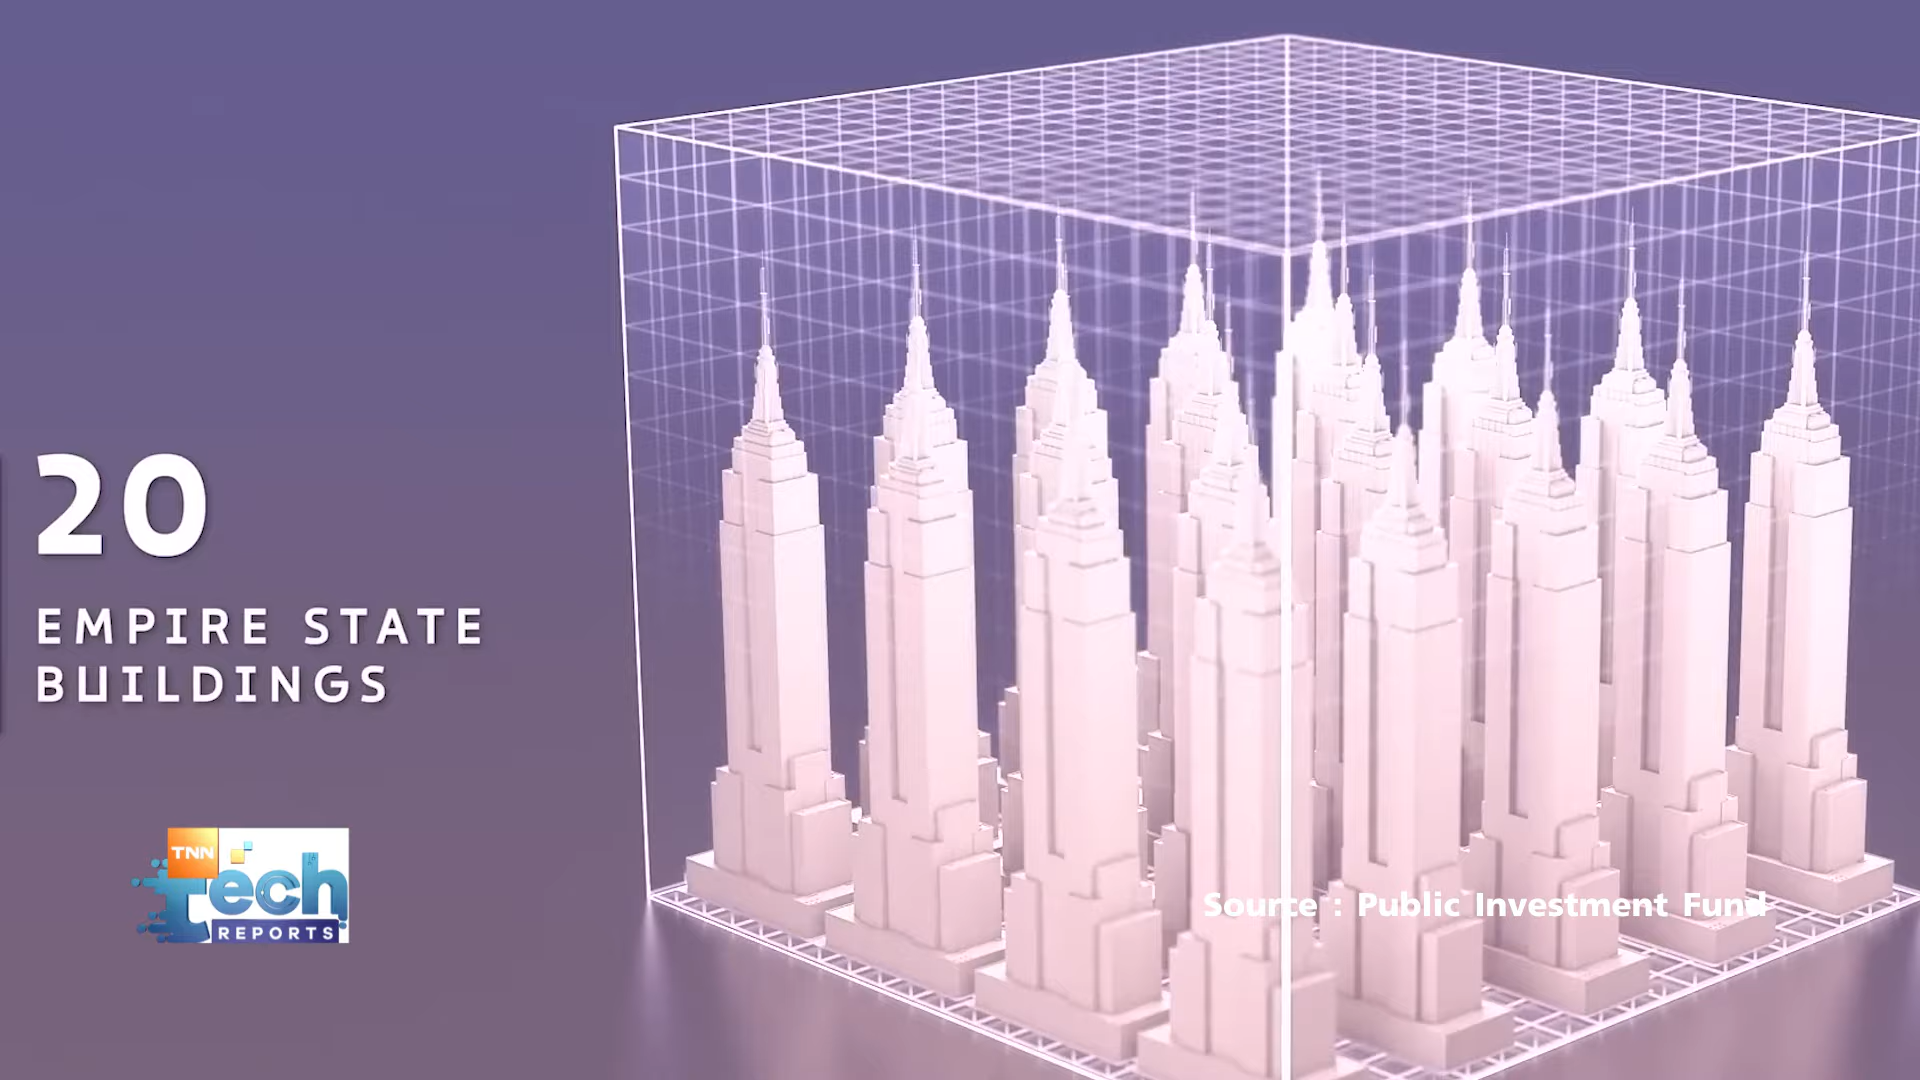 20
EMPIRE STATE
BUILDINGS
TNN
Tech
REPORTS
Source : Public Investment Fund